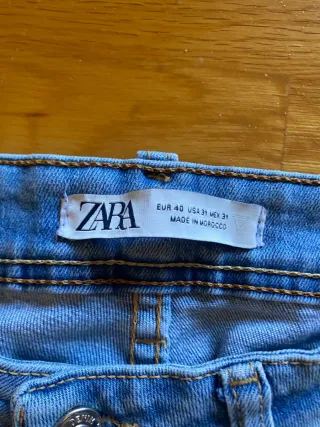 ZARA
EUR 40 USA 31 MEX 31
MADE IN MOROCCO